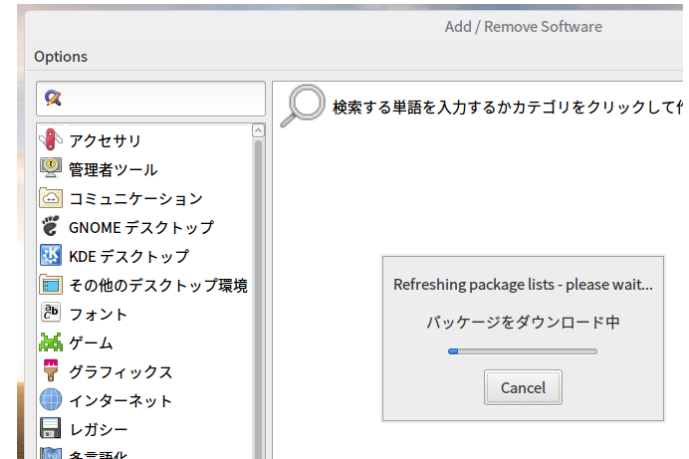 Add / Remove Software
Options
検索する単語を入力するかカテゴリをクリックして
アクセサリ
管理者ツール
コミュニケーション
GNOME デスクトップ
KDE デスクトップ
その他のデスクトップ環境
フォント
ゲーム
グラフィックス
インターネット
レガシー
多言語化
Refreshing package lists - please wait...
パッケージをダウンロード中
Cancel